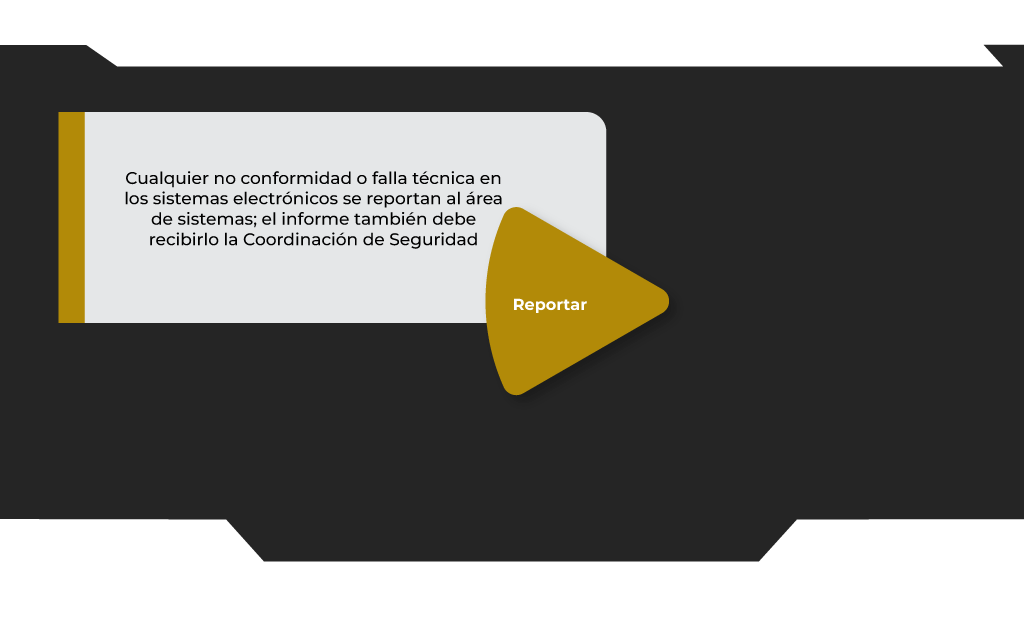 Cualquier no conformidad o falla técnica en
los sistemas electrónicos se reportan al área
de sistemas; el informe también debe
recibirlo la Coordinación de Seguridad
Reportar